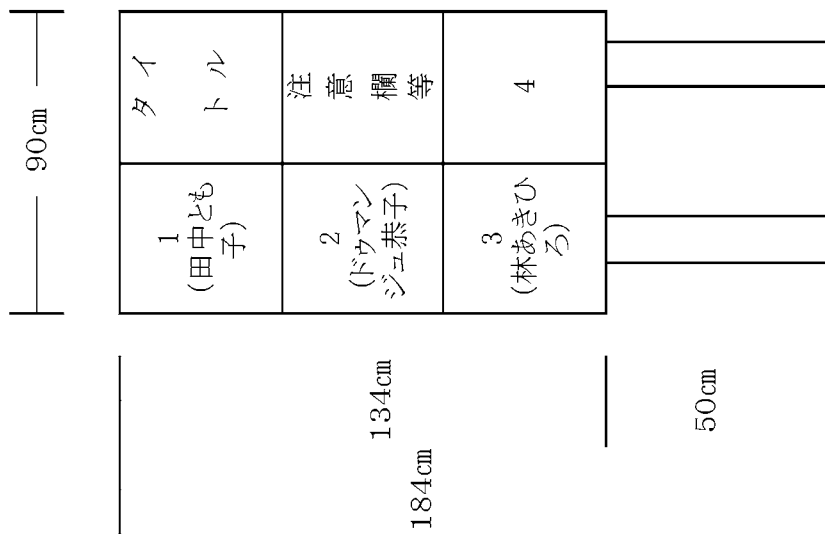 90cm
1
(田中とも
子)
タ イ
ト ル
2
(ドゥマン
ジュ恭子)
注
意
欄
等
3
(林あきひ
ろ)
4
134cm
184cm
50cm